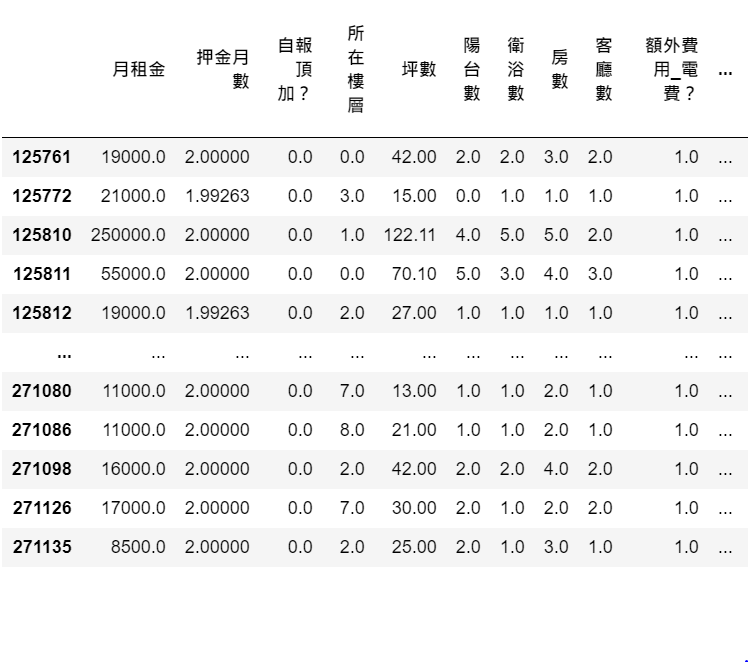 月租金 押金月數 自報頂加？ 所在樓層 坪數 陽台數 衛浴數 房數 客廳數 額外費用_電費？ ...
125761 19000.0 2.00000 0.0 0.0 42.00 2.0 2.0 3.0 2.0 1.0 ...
125772 21000.0 1.99263 0.0 3.0 15.00 0.0 1.0 1.0 1.0 1.0 ...
125810 250000.0 2.00000 0.0 1.0 122.11 4.0 5.0 5.0 2.0 1.0 ...
125811 55000.0 2.00000 0.0 0.0 70.10 5.0 3.0 4.0 3.0 1.0 ...
125812 19000.0 1.99263 0.0 2.0 27.00 1.0 1.0 1.0 1.0 1.0 ...
... ... ... ... ... ... ... ... ... ... ... ...
271080 11000.0 2.00000 0.0 7.0 13.00 1.0 1.0 2.0 1.0 1.0 ...
271086 11000.0 2.00000 0.0 8.0 21.00 1.0 1.0 2.0 1.0 1.0 ...
271098 16000.0 2.00000 0.0 2.0 42.00 2.0 2.0 4.0 2.0 1.0 ...
271126 17000.0 2.00000 0.0 7.0 30.00 2.0 1.0 2.0 2.0 1.0 ...
271135 8500.0 2.00000 0.0 2.0 25.00 2.0 1.0 3.0 1.0 1.0 ...